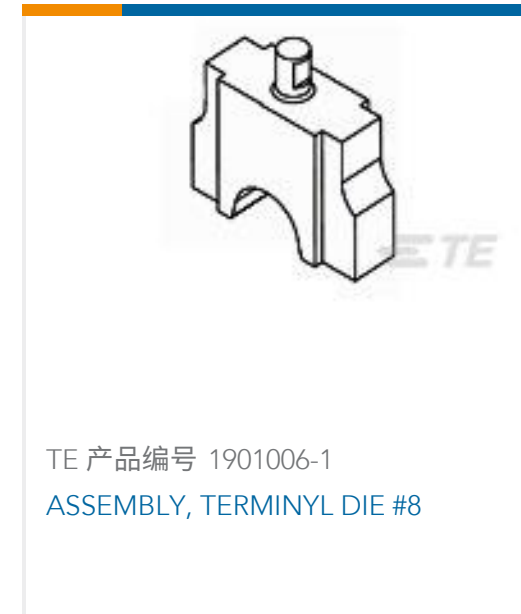 TE
TE 产品编号 1901006-1
ASSEMBLY, TERMINYL DIE #8